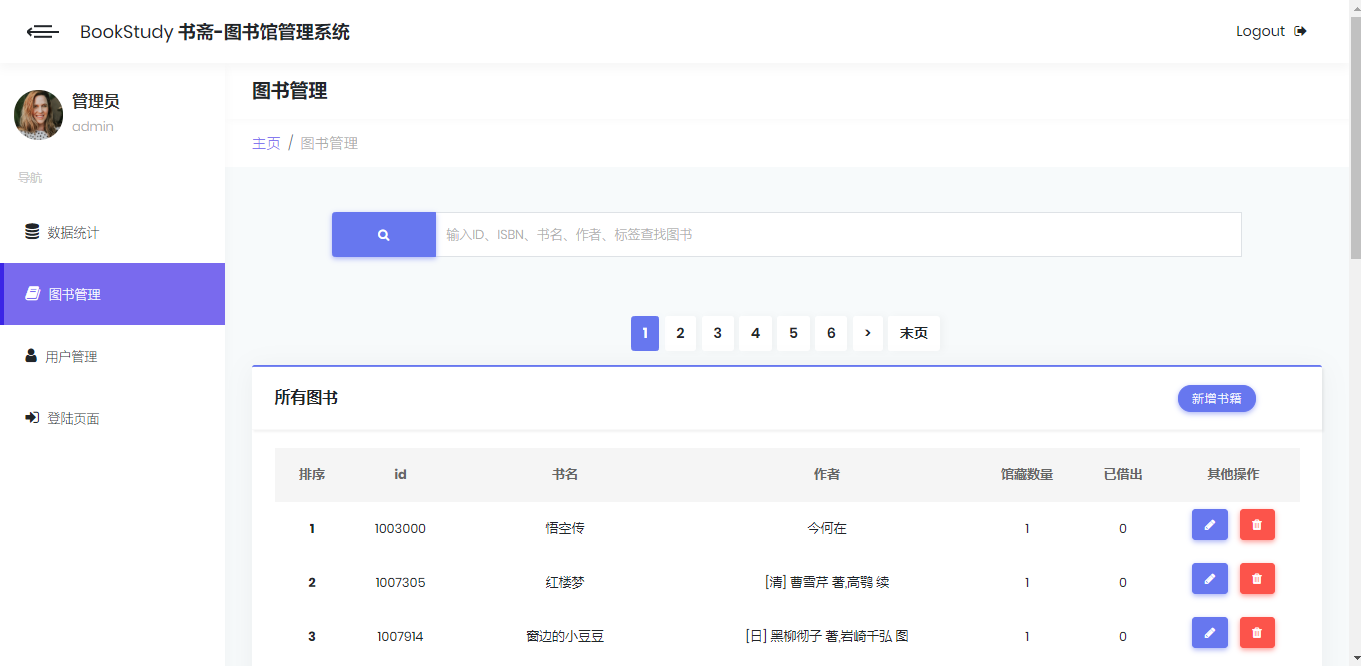 BookStudy 书斋-图书馆管理系统
Logout
管理员
admin
导航
数据统计
图书管理
用户管理
登陆页面
图书管理
主页 / 图书管理
输入ID、ISBN、书名、作者、标签查找图书
1 2 3 4 5 6 > 末页
所有图书
新增书籍
排序 id 书名 作者 馆藏数量 已借出 其他操作
1 1003000 悟空传 今何在 1 0
2 1007305 红楼梦 [清] 曹雪芹 著,高鹗 续 1 0
3 1007914 窗边的小豆豆 [日] 黑柳彻子 著,岩崎千弘 图 1 0